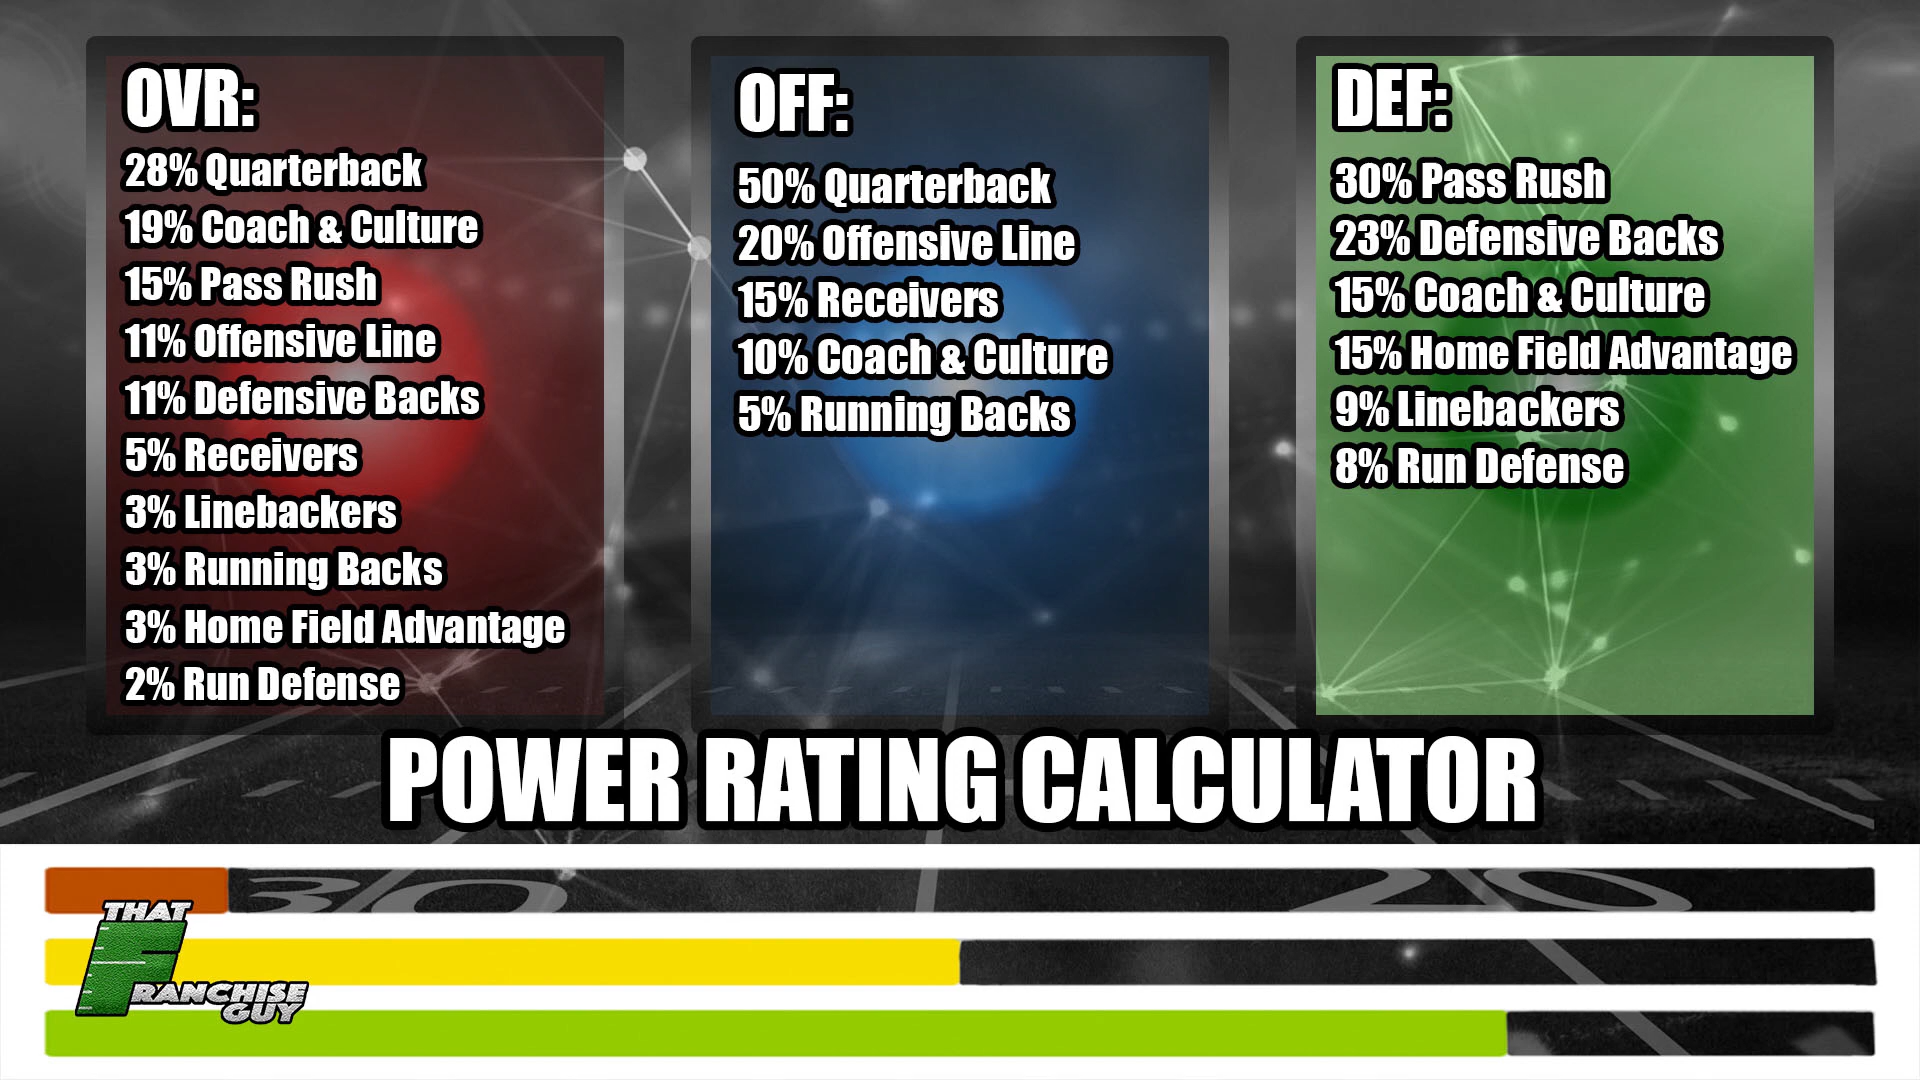 OVR:
28% Quarterback
19% Coach & Culture
15% Pass Rush
11% Offensive Line
11% Defensive Backs
5% Receivers
3% Linebackers
3% Running Backs
3% Home Field Advantage
2% Run Defense
OFF:
50% Quarterback
20% Offensive Line
15% Receivers
10% Coach & Culture
5% Running Backs
DEF:
30% Pass Rush
23% Defensive Backs
15% Coach & Culture
15% Home Field Advantage
9% Linebackers
8% Run Defense
POWER RATING CALCULATOR
30
20
THAT
FRANCHISE
GUY